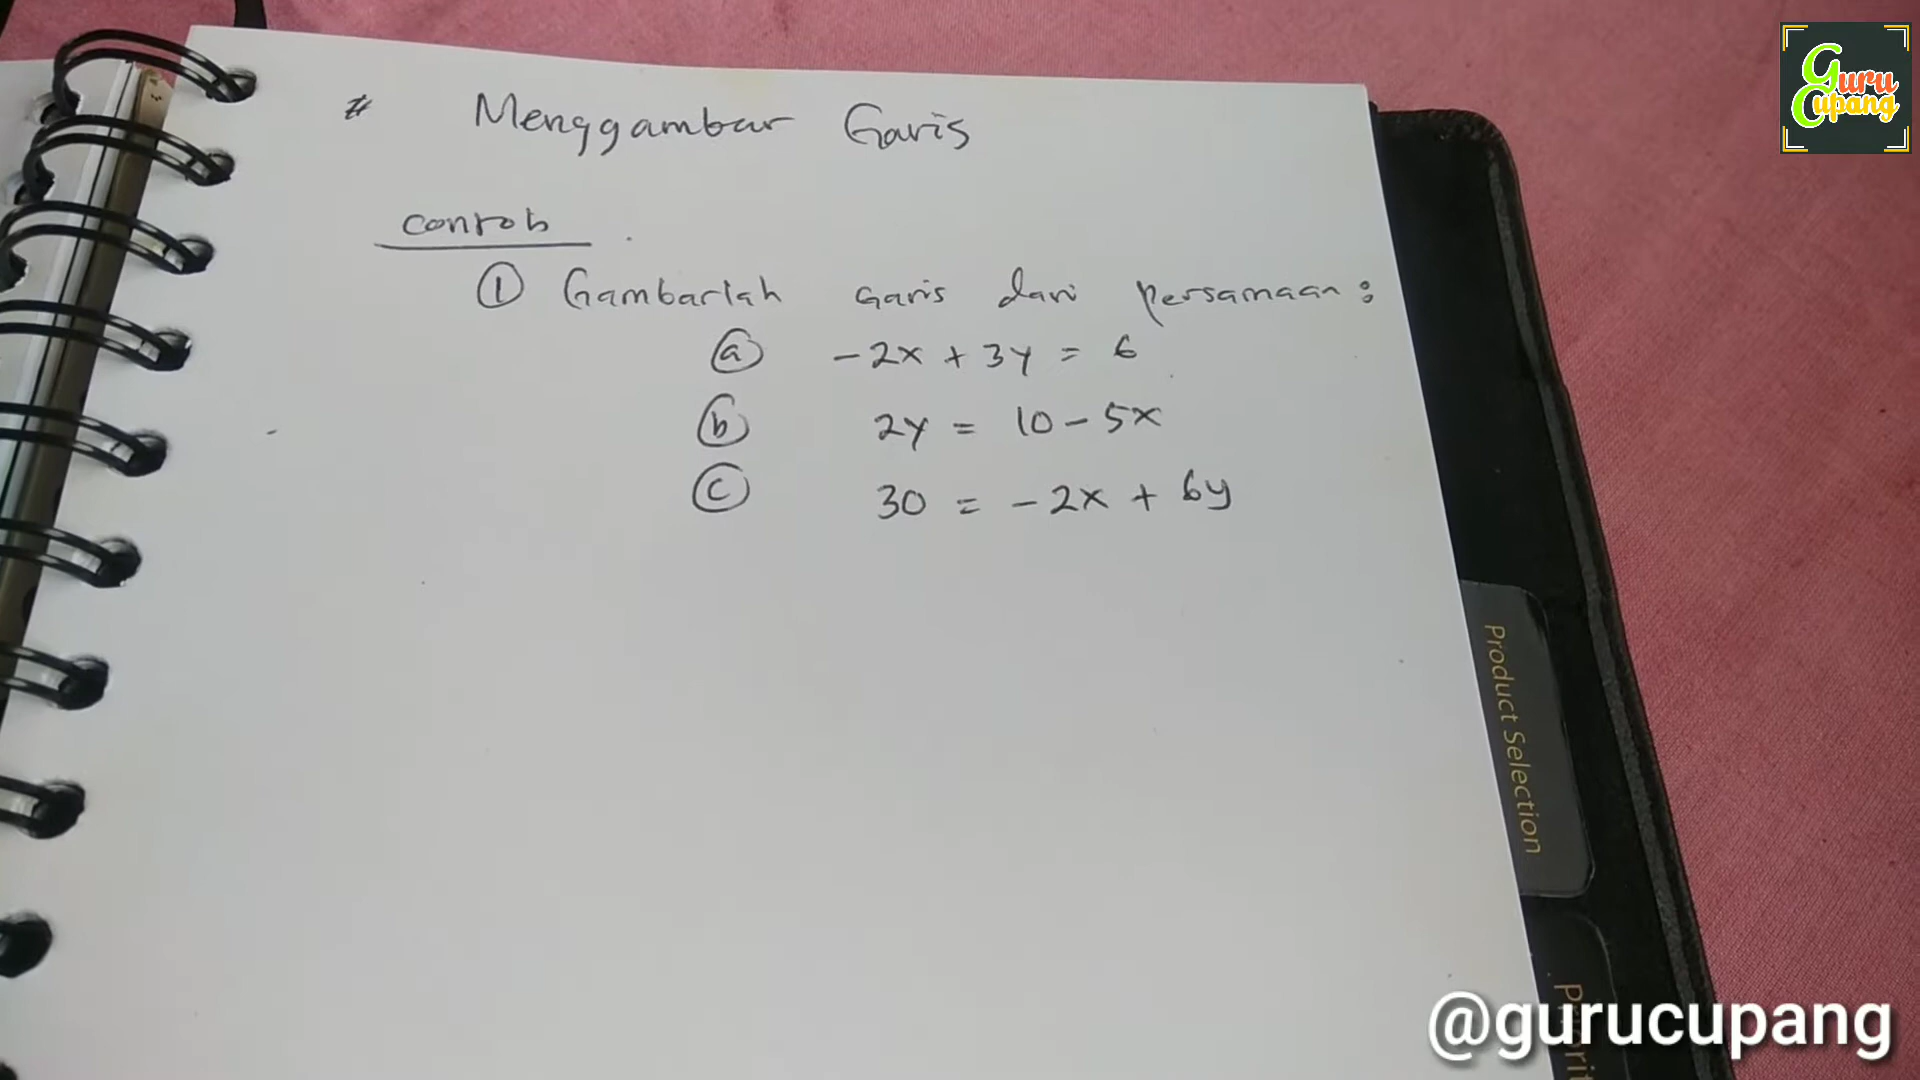 # Menggambar Garis
Contoh
① Gambarlah garis dari persamaan :
ⓐ -2x + 3y = 6
ⓑ 2y = 10 - 5x
ⓒ 30 = -2x + 6y
Product Selection
Guru
Cupang
@gurucupang